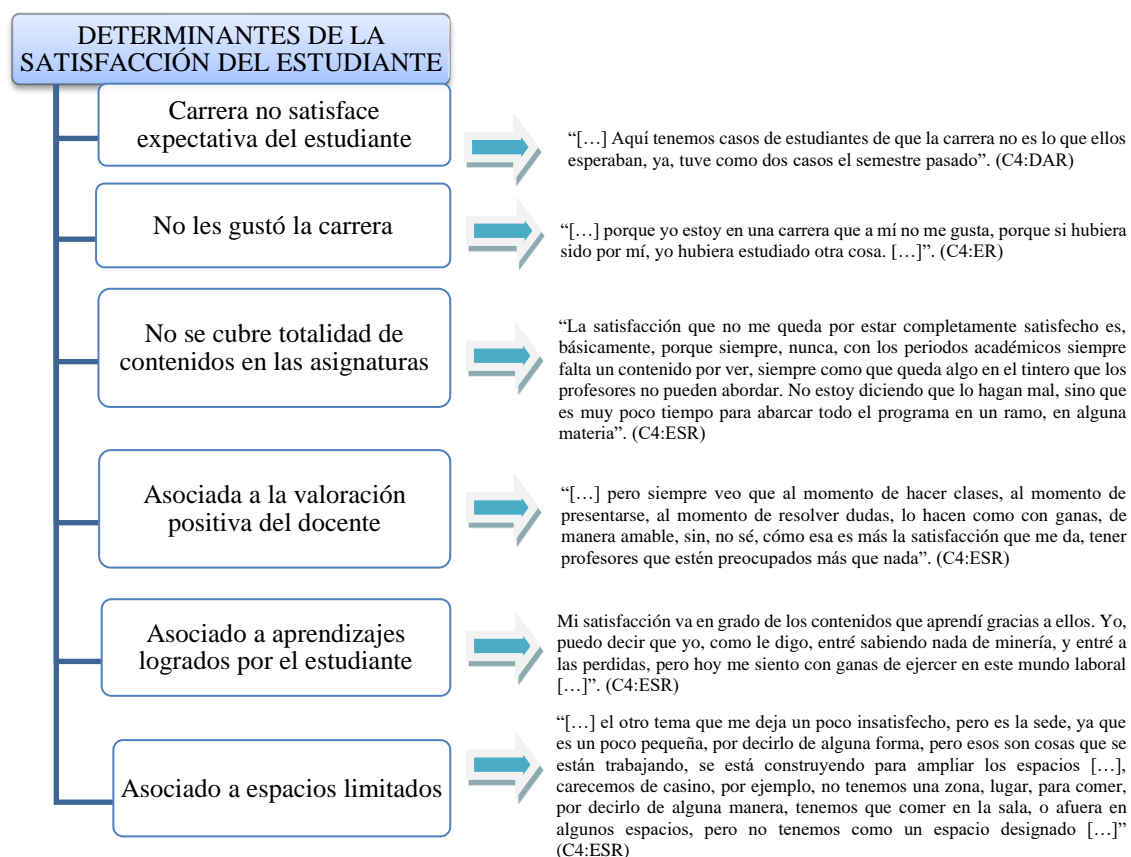 DETERMINANTES DE LA
SATISFACCIÓN DEL ESTUDIANTE
Carrera no satisface
expectativa del estudiante
“[…] Aquí tenemos casos de estudiantes de que la carrera no es lo que ellos
esperaban, ya, tuve como dos casos el semestre pasado”. (C4:DAR)
No les gustó la carrera
“[…] porque yo estoy en una carrera que a mí no me gusta, porque si hubiera
sido por mí, yo hubiera estudiado otra cosa. […]”. (C4:ER)
No se cubre totalidad de
contenidos en las asignaturas
“La satisfacción que no me queda por estar completamente satisfecho es,
básicamente, porque siempre, nunca, con los periodos académicos siempre
falta un contenido por ver, siempre como que queda algo en el tintero que los
profesores no pueden abordar. No estoy diciendo que lo hagan mal, sino que
es muy poco tiempo para abarcar todo el programa en un ramo, en alguna
materia”. (C4:ESR)
Asociada a la valoración
positiva del docente
“[…] pero siempre veo que al momento de hacer clases, al momento de
presentarse, al momento de resolver dudas, lo hacen como con ganas, de
manera amable, sin, no sé, cómo esa es más la satisfacción que me da, tener
profesores que estén preocupados más que nada”. (C4:ESR)
Asociado a aprendizajes
logrados por el estudiante
Mi satisfacción va en grado de los contenidos que aprendí gracias a ellos. Yo,
puedo decir que yo, como le digo, entré sabiendo nada de minería, y entré a
las perdidas, pero hoy me siento con ganas de ejercer en este mundo laboral
[…]”. (C4:ESR)
Asociado a espacios limitados
“[…] el otro tema que me deja un poco insatisfecho, pero es la sede, ya que
es un poco pequeña, por decirlo de alguna forma, pero esos son cosas que se
están trabajando, se está construyendo para ampliar los espacios […],
carecemos de casino, por ejemplo, no tenemos una zona, lugar, para comer,
por decirlo de alguna manera, tenemos que comer en la sala, o afuera en
algunos espacios, pero no tenemos como un espacio designado […]”
(C4:ESR)